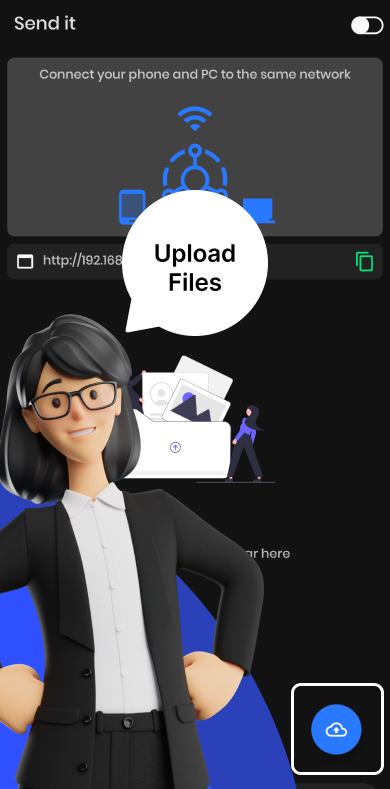 Send it
Connect your phone and PC to the same network
http://192.168
Upload
Files
here